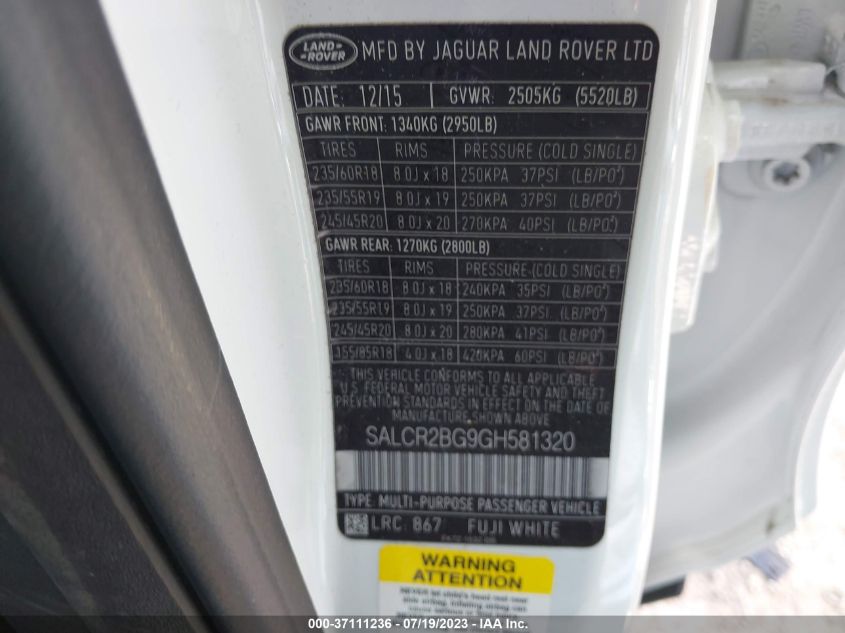 LAND-
-ROVER
MFD BY JAGUAR LAND ROVER LTD
DATE: 12/15 GVWR: 2505KG (5520LB)
GAWR FRONT: 1340KG (2950LB)
TIRES RIMS PRESSURE (COLD SINGLE)
235/60R18 8.0J x 18 250KPA 37PSI (LB/PO²)
235/55R19 8.0J x 19 250KPA 37PSI (LB/PO²)
245/45R20 8.0J x 20 270KPA 40PSI (LB/PO²)
GAWR REAR: 1270KG (2800LB)
TIRES RIMS PRESSURE (COLD SINGLE)
235/60R18 8.0J x 18 240KPA 35PSI (LB/PO²)
235/55R19 8.0J x 19 250KPA 37PSI (LB/PO²)
245/45R20 8.0J x 20 280KPA 41PSI (LB/PO²)
155/85R18 4.0J x 18 420KPA 60PSI (LB/PO²)
THIS VEHICLE CONFORMS TO ALL APPLICABLE
U.S. FEDERAL MOTOR VEHICLE SAFETY AND THEFT
PREVENTION STANDARDS IN EFFECT ON THE DATE
OF MANUFACTURE SHOWN ABOVE
SALCR2BG9GH581320
TYPE: MULTI-PURPOSE PASSENGER VEHICLE
LRC: 867 FUJI WHITE
WARNING
ATTENTION
NEVER
000-37111236 - 07/19/2023 - IMAGE 9